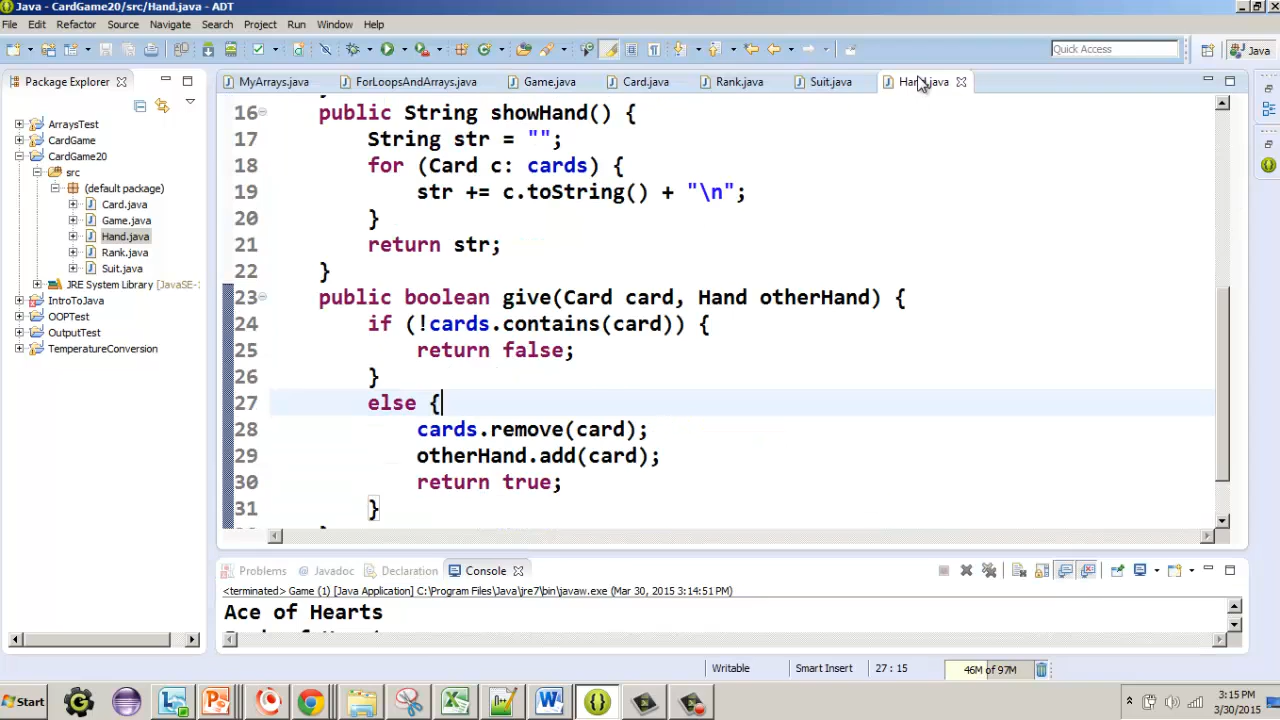 Java - CardGame20/src/Hand.java - ADT
File Edit Refactor Source Navigate Search Project Run Window Help
Quick Access
Java
Package Explorer
MyArrays.java ForLoopsAndArrays.java Game.java Card.java Rank.java Suit.java Hand.java
ArraysTest
CardGame
CardGame20
src
(default package)
Card.java
Game.java
Hand.java
Rank.java
Suit.java
JRE System Library [JavaSE-
IntroToJava
OOPTest
OutputTest
TemperatureConversion
16 public String showHand() {
17 String str = "";
18 for (Card c: cards) {
19 str += c.toString() + "\n";
20 }
21 return str;
22 }
23 public boolean give(Card card, Hand otherHand) {
24 if (!cards.contains(card)) {
25 return false;
26 }
27 else {
28 cards.remove(card);
29 otherHand.add(card);
30 return true;
31 }
Problems @ Javadoc Declaration Console
<terminated> Game (1) [Java Application] C:\Program Files\Java\jre7\bin\javaw.exe (Mar 30, 2015 3:14:51 PM)
Ace of Hearts
Writable Smart Insert 27 : 15 46M of 97M
Start
3:15 PM
3/30/2015